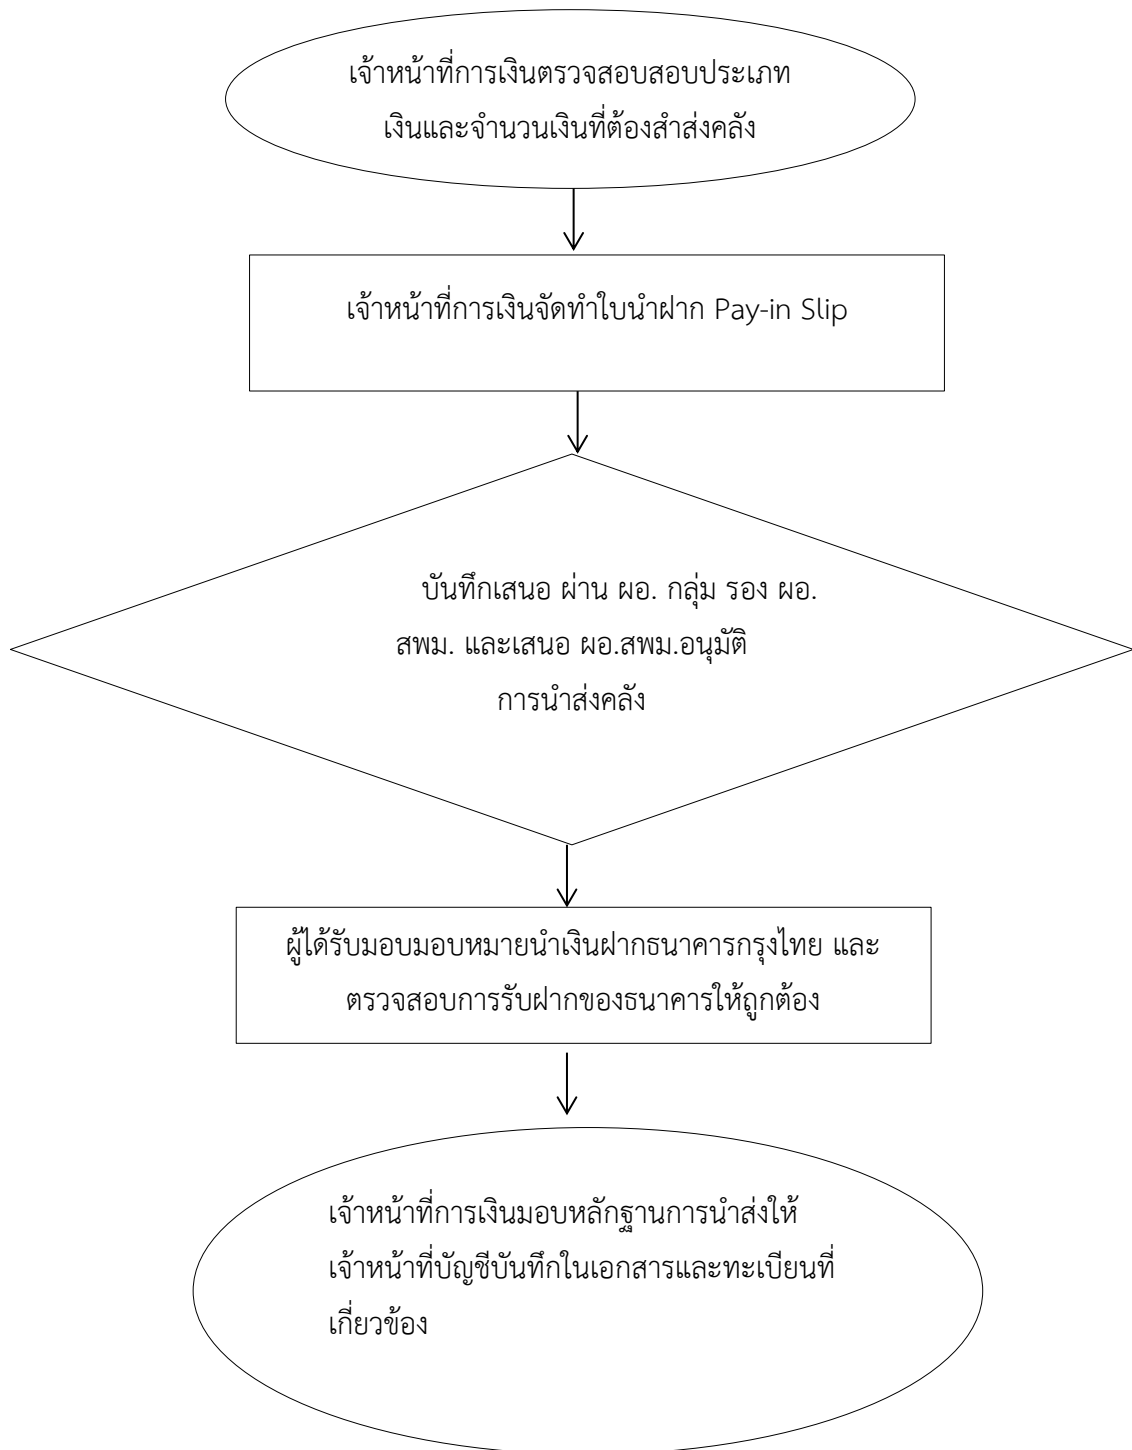 เจ้าหน้าที่การเงินตรวจสอบสอบประเภท
เงินและจำนวนเงินที่ต้องสำส่งคลัง
เจ้าหน้าที่การเงินจัดทำใบนำฝาก Pay-in Slip
บันทึกเสนอ ผ่าน ผอ. กลุ่ม รอง ผอ.
สพม. และเสนอ ผอ.สพม.อนุมัติ
การนำส่งคลัง
ผู้ได้รับมอบมอบหมายนำเงินฝากธนาคารกรุงไทย และ
ตรวจสอบการรับฝากของธนาคารให้ถูกต้อง
เจ้าหน้าที่การเงินมอบหลักฐานการนำส่งให้
เจ้าหน้าที่บัญชีบันทึกในเอกสารและทะเบียนที่
เกี่ยวข้อง